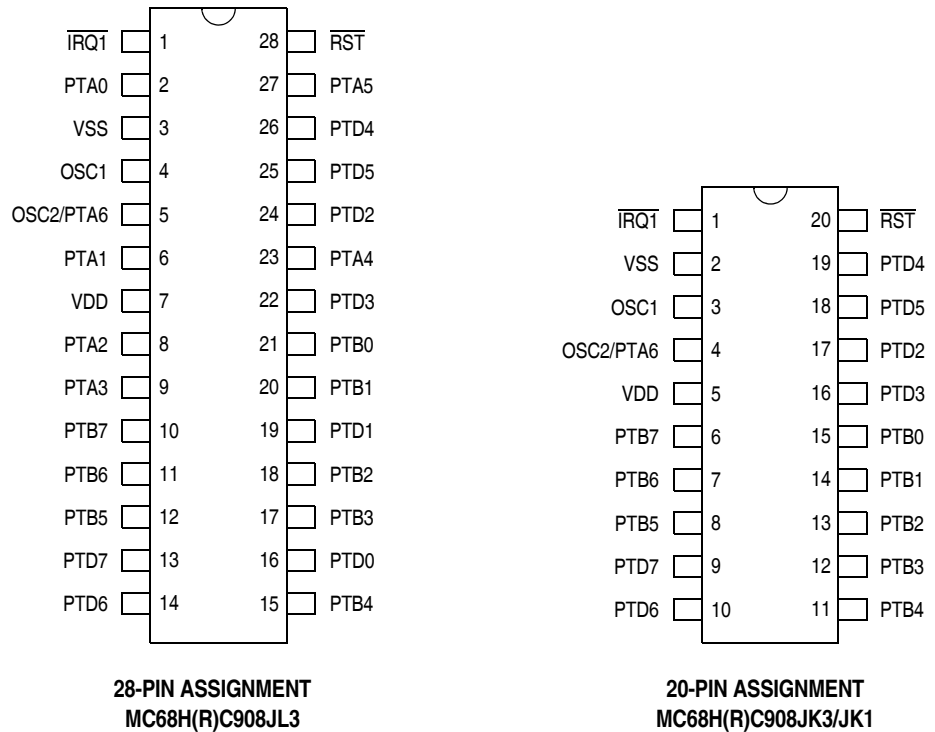 IRQ1 1 28 RST
PTA0 2 27 PTA5
VSS 3 26 PTD4
OSC1 4 25 PTD5
OSC2/PTA6 5 24 PTD2
PTA1 6 23 PTA4
VDD 7 22 PTD3
PTA2 8 21 PTB0
PTA3 9 20 PTB1
PTB7 10 19 PTD1
PTB6 11 18 PTB2
PTB5 12 17 PTB3
PTD7 13 16 PTD0
PTD6 14 15 PTB4
28-PIN ASSIGNMENT
MC68H(R)C908JL3
IRQ1 1 20 RST
VSS 2 19 PTD4
OSC1 3 18 PTD5
OSC2/PTA6 4 17 PTD2
VDD 5 16 PTD3
PTB7 6 15 PTB0
PTB6 7 14 PTB1
PTB5 8 13 PTB2
PTD7 9 12 PTB3
PTD6 10 11 PTB4
20-PIN ASSIGNMENT
MC68H(R)C908JK3/JK1